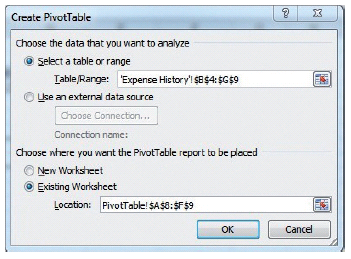 Create PivotTable
Choose the data that you want to analyze
Select a table or range
Table/Range: 'Expense History'!$B$4:$G$9
Use an external data source
Choose Connection...
Connection name:
Choose where you want the PivotTable report to be placed
New Worksheet
Existing Worksheet
Location: PivotTable!$A$8:$F$9
OK Cancel